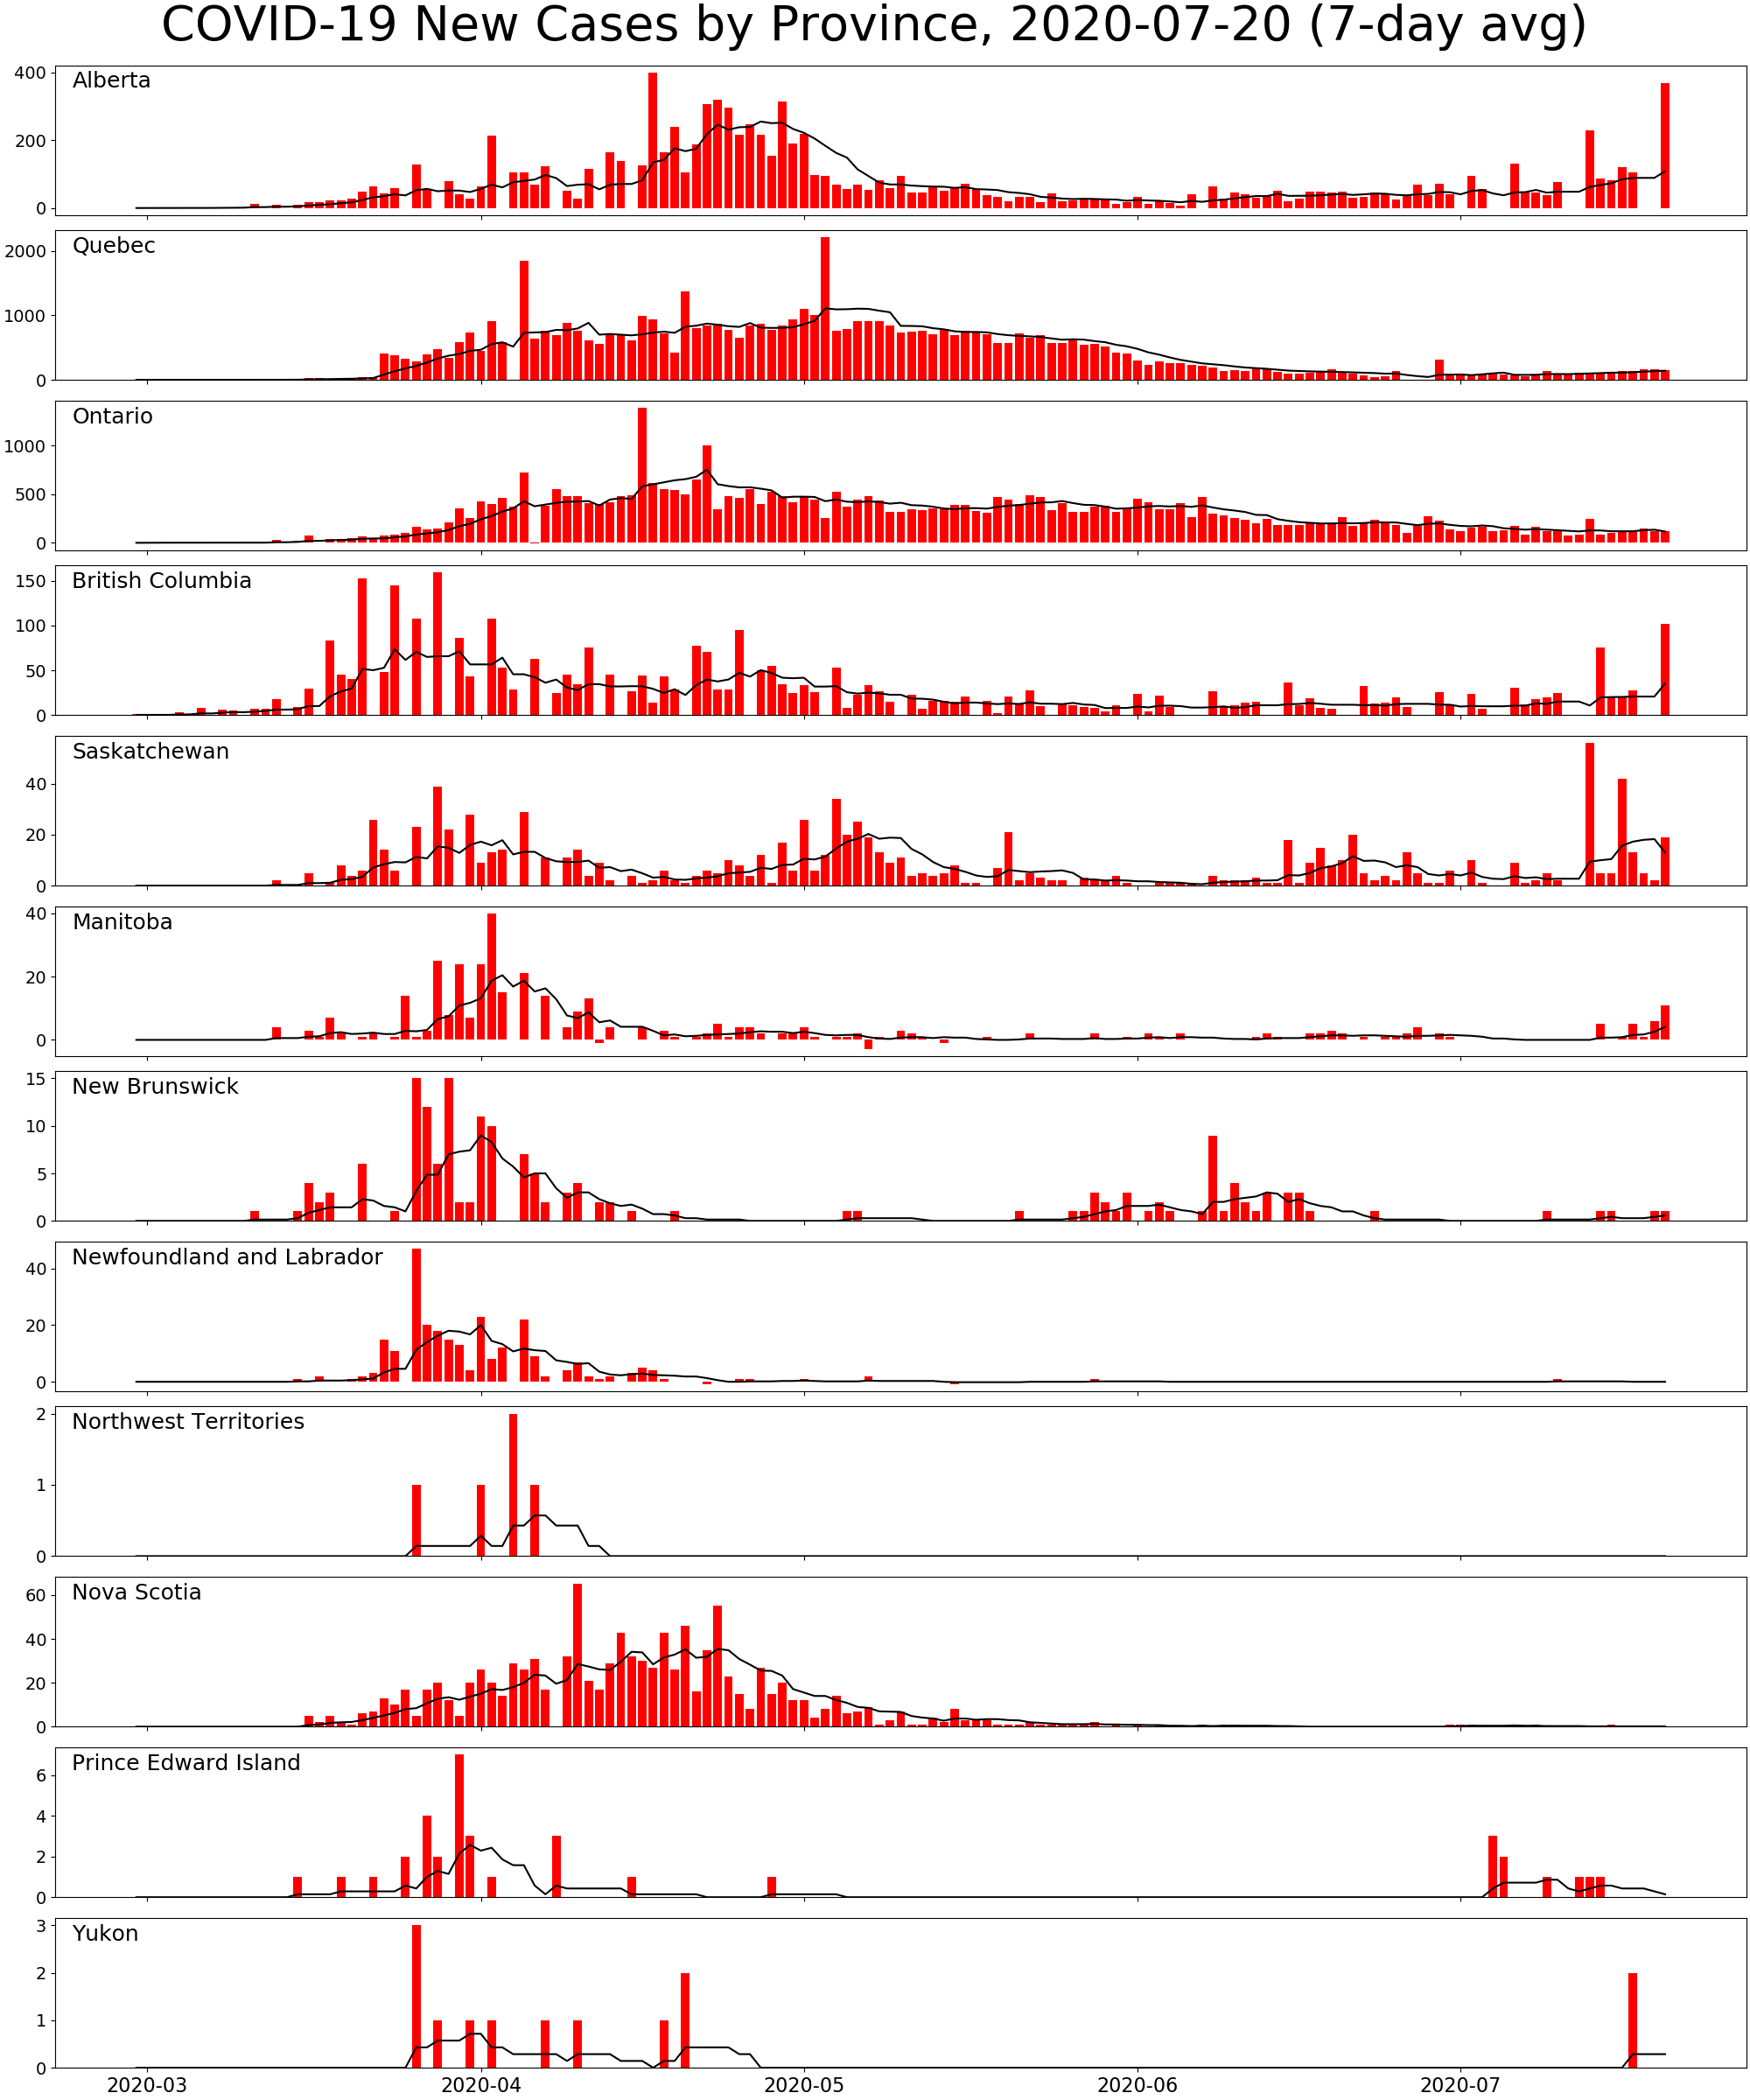 COVID-19 New Cases by Province, 2020-07-20 (7-day avg)
Alberta
400
200
0
Quebec
2000
1000
0
Ontario
1000
500
0
British Columbia
150
100
50
0
Saskatchewan
40
20
0
Manitoba
40
20
0
New Brunswick
15
10
5
0
Newfoundland and Labrador
40
20
0
Northwest Territories
2
1
0
Nova Scotia
60
40
20
0
Prince Edward Island
6
4
2
0
Yukon
3
2
1
0
2020-03 2020-04 2020-05 2020-06 2020-07